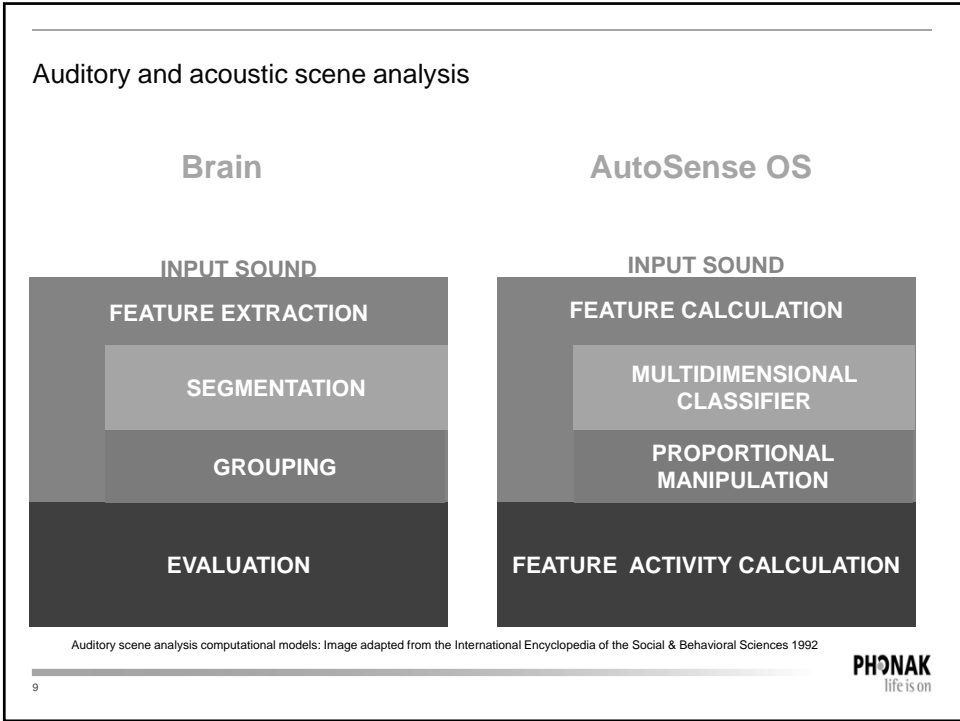 Auditory and acoustic scene analysis
Brain
INPUT SOUND
FEATURE EXTRACTION
SEGMENTATION
GROUPING
EVALUATION
AutoSense OS
INPUT SOUND
FEATURE CALCULATION
MULTIDIMENSIONAL
CLASSIFIER
PROPORTIONAL
MANIPULATION
FEATURE ACTIVITY CALCULATION
Auditory scene analysis computational models: Image adapted from the International Encyclopedia of the Social & Behavioral Sciences 1992
9
PHONAK
life is on